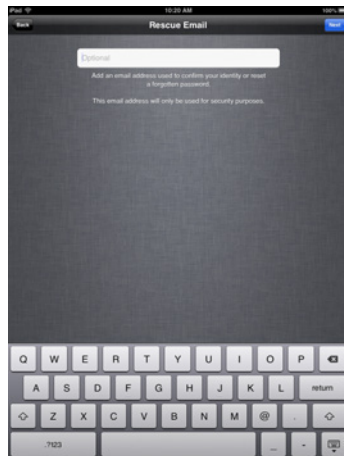 iPad 10:20 AM 100%
Back Rescue Email Next
Optional
Add an email address used to confirm your identity or reset
a forgotten password.
This email address will only be used for security purposes.
Q W E R T Y U I O P
A S D F G H J K L return
Z X C V B N M @ .
.?123 _ -